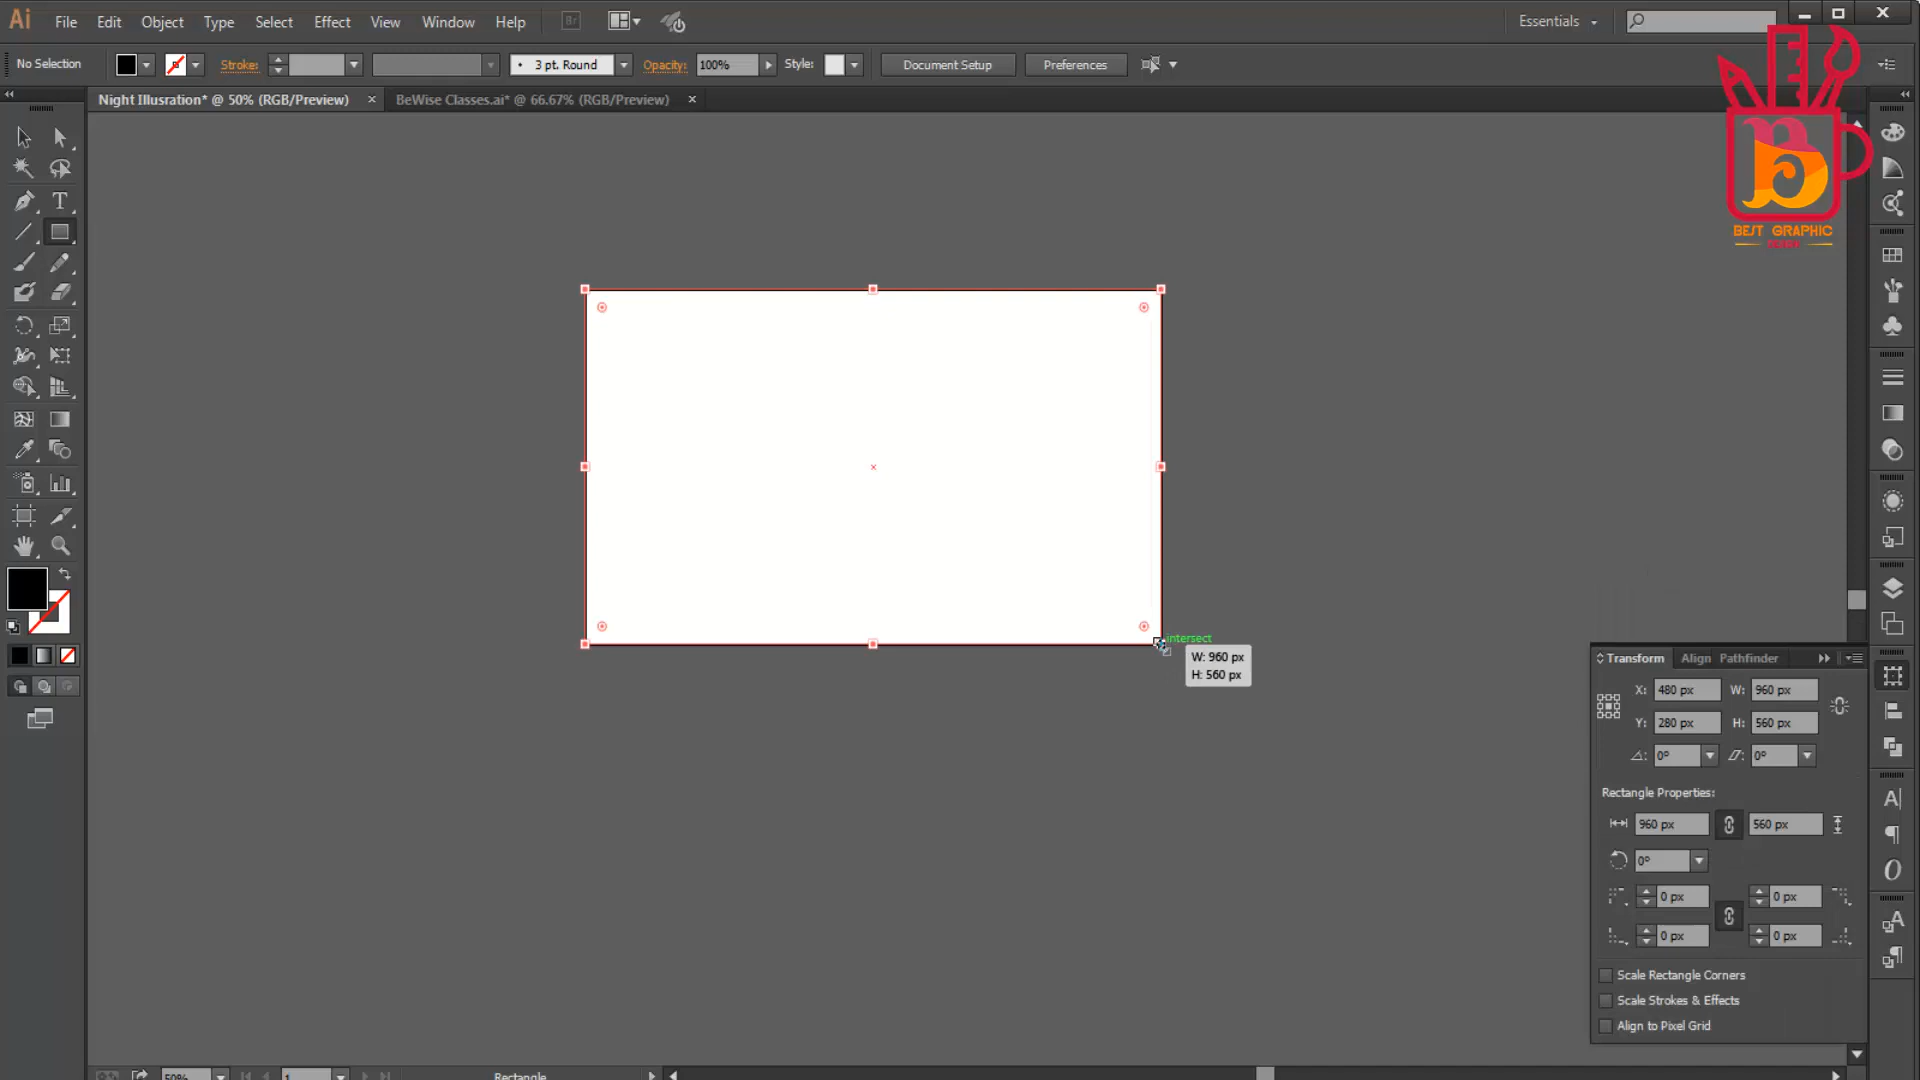 Ai File Edit Object Type Select Effect View Window Help Br Essentials
No Selection Stroke: 3 pt. Round Opacity: 100% Style: Document Setup Preferences
Night Illusration* @ 50% (RGB/Preview) × BeWise Classes.ai* @ 66.67% (RGB/Preview) ×
BEST GRAPHIC
intersect
W: 960 px
H: 560 px
Transform Align Pathfinder
X: 480 px W: 960 px
Y: 280 px H: 560 px
0° 0°
Rectangle Properties:
960 px 560 px
0°
0 px 0 px
0 px 0 px
Scale Rectangle Corners
Scale Strokes & Effects
Align to Pixel Grid
50% 1 Rectangle